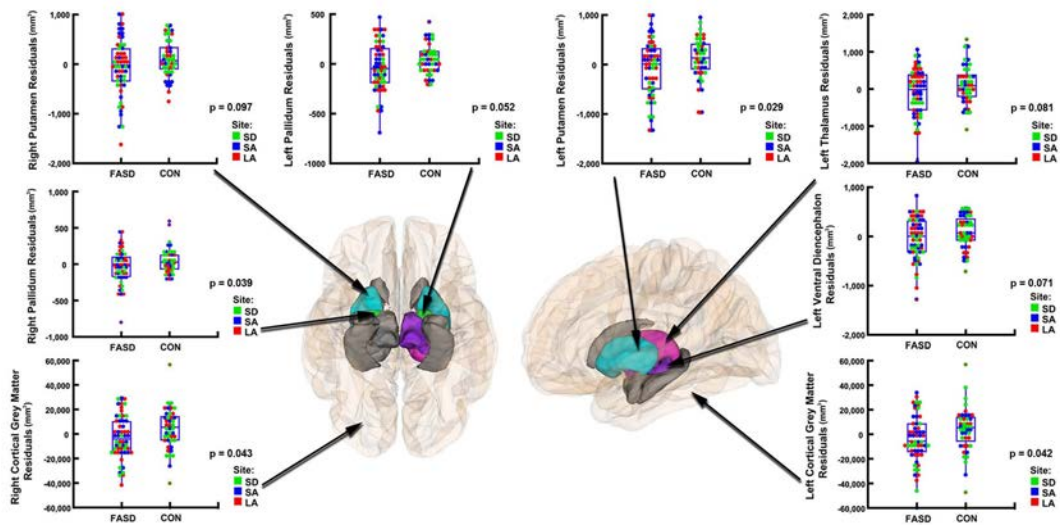 Right Putamen Residuals (mm³)
1,000
0
-1,000
-2,000
FASD CON
p = 0.097
Site:
SD
SA
LA
Left Pallidum Residuals (mm³)
500
0
-500
-1000
FASD CON
p = 0.052
Site:
SD
SA
LA
Left Putamen Residuals (mm³)
1,000
0
-1,000
-2,000
FASD CON
p = 0.029
Site:
SD
SA
LA
Left Thalamus Residuals (mm³)
2,000
1,000
0
-1,000
2,000
FASD CON
p = 0.081
Site:
SD
SA
LA
Right Pallidum Residuals (mm³)
1,000
500
0
-500
-1,000
FASD CON
p = 0.039
Site:
SD
SA
LA
Left Ventral Diencephalon
Residuals (mm³)
1,000
0
-1,000
-2,000
FASD CON
p = 0.071
Site:
SD
SA
LA
Right Cortical Grey Matter
Residuals (mm³)
60,000
40,000
20,000
0
-20,000
-40,000
-60,000
FASD CON
p = 0.043
Site:
SD
SA
LA
Left Cortical Grey Matter
Residuals (mm³)
60,000
40,000
20,000
0
-20,000
-40,000
-60,000
FASD CON
p = 0.042
Site:
SD
SA
LA